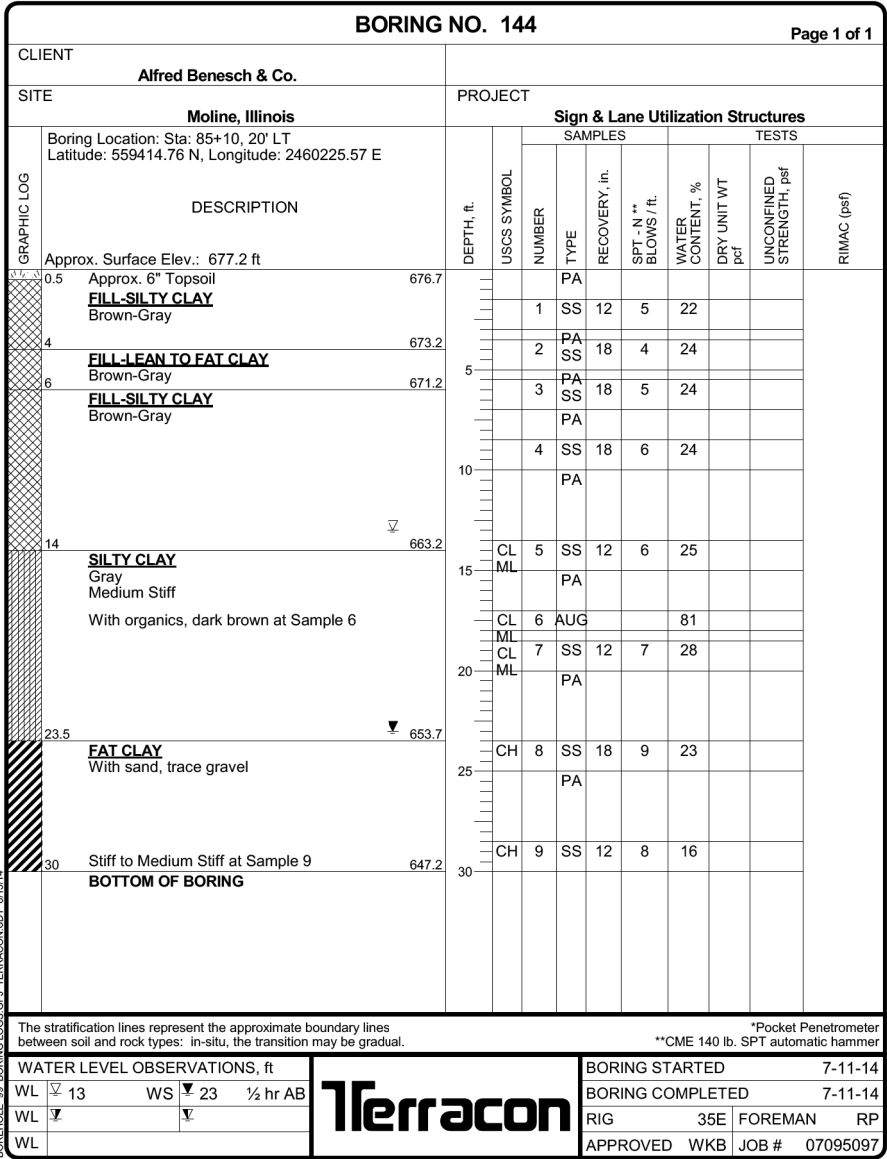 BORING NO. 144
Page 1 of 1
CLIENT
Alfred Benesch & Co.
SITE
Moline, Illinois
PROJECT
Sign & Lane Utilization Structures
Boring Location: Sta: 85+10, 20' LT
Latitude: 559414.76 N, Longitude: 2460225.57 E
SAMPLES
TESTS
GRAPHIC LOG
DESCRIPTION
DEPTH, ft.
USCS SYMBOL
NUMBER
TYPE
RECOVERY, in.
SPT - N **
BLOWS / ft.
WATER
CONTENT, %
DRY UNIT WT
pcf
UNCONFINED
STRENGTH, psf
RIMAC (psf)
Approx. Surface Elev.: 677.2 ft
0.5 Approx. 6" Topsoil 676.7 PA
FILL-SILTY CLAY
Brown-Gray
1 SS 12 5 22
4 673.2
PA
2 SS 18 4 24
FILL-LEAN TO FAT CLAY
Brown-Gray
5
6 671.2
PA
3 SS 18 5 24
FILL-SILTY CLAY
Brown-Gray
PA
4 SS 18 6 24
10
PA
14 663.2
CL ML 5 SS 12 6 25
SILTY CLAY
Gray
Medium Stiff
15
PA
With organics, dark brown at Sample 6
CL ML 6 AUG 81
CL ML 7 SS 12 7 28
20
PA
23.5 653.7
FAT CLAY
With sand, trace gravel
CH 8 SS 18 9 23
25
PA
CH 9 SS 12 8 16
30 Stiff to Medium Stiff at Sample 9 647.2
30
BOTTOM OF BORING
The stratification lines represent the approximate boundary lines
between soil and rock types: in-situ, the transition may be gradual.
*Pocket Penetrometer
**CME 140 lb. SPT automatic hammer
WATER LEVEL OBSERVATIONS, ft
WL 13 WS 23 ½ hr AB
WL
WL
Terracon
BORING STARTED 7-11-14
BORING COMPLETED 7-11-14
RIG 35E FOREMAN RP
APPROVED WKB JOB # 07095097